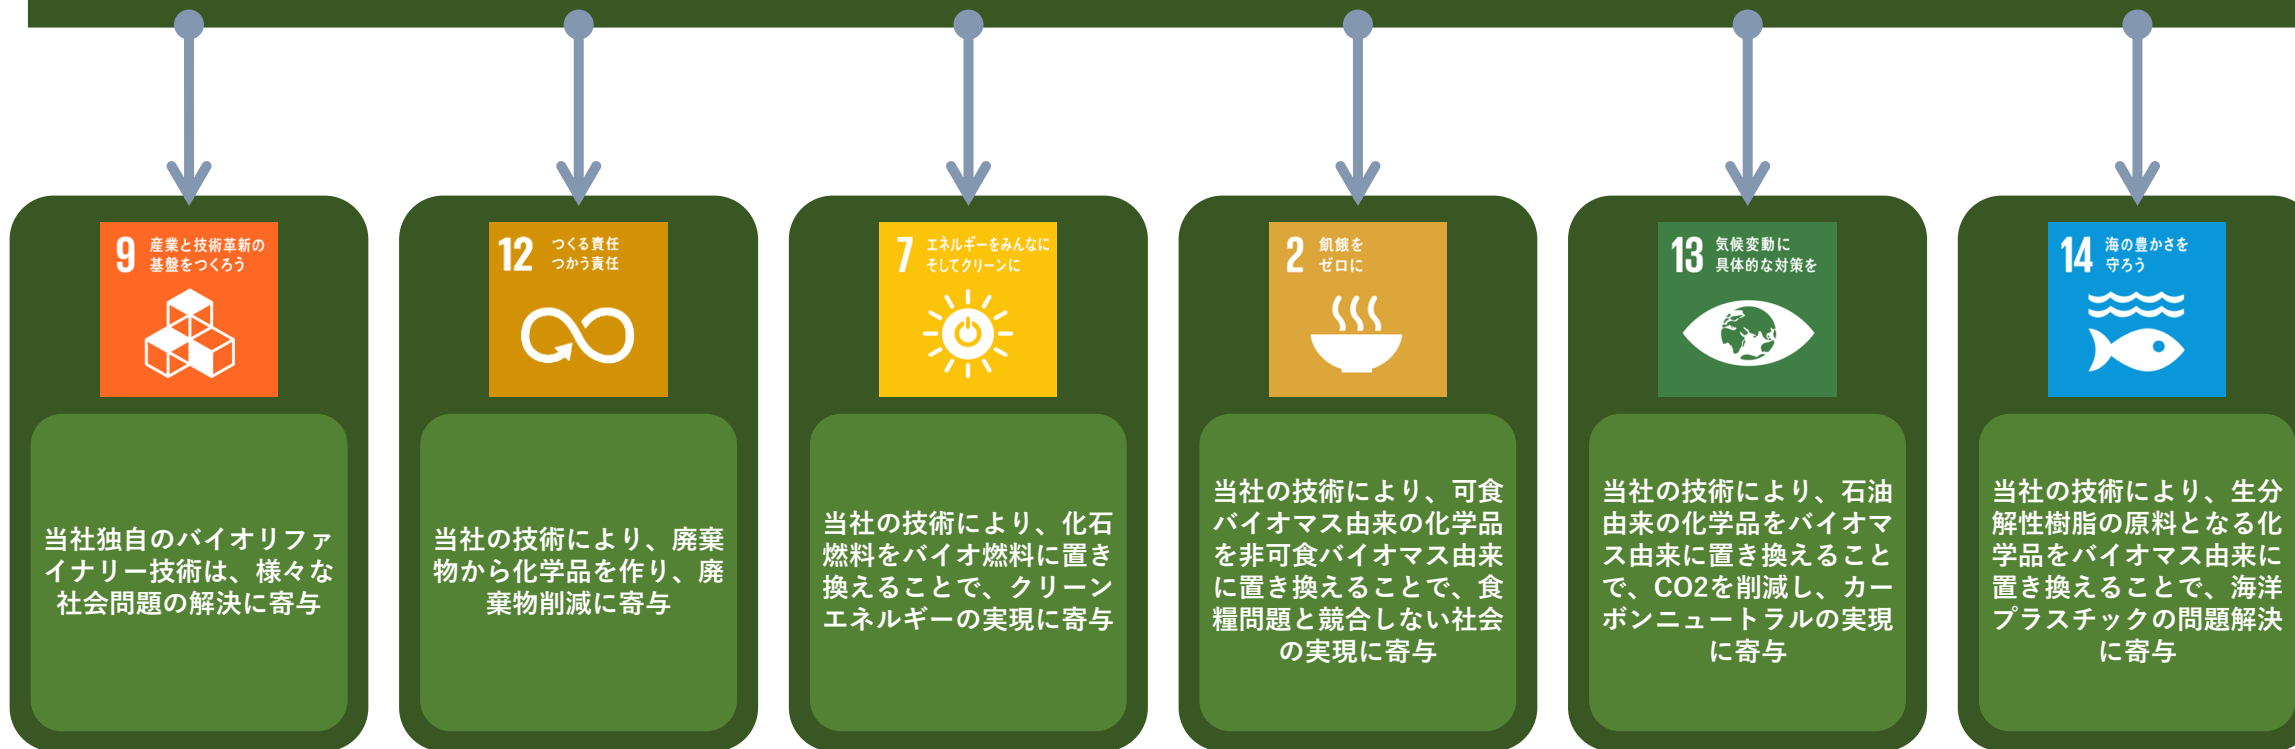 9 産業と技術革新の
基盤をつくろう
当社独自のバイオリファ
イナリー技術は、様々な
社会問題の解決に寄与
12 つくる責任
つかう責任
当社の技術により、廃棄
物から化学品を作り、廃
棄物削減に寄与
7 エネルギーをみんなに
そしてクリーンに
当社の技術により、化石
燃料をバイオ燃料に置き
換えることで、クリーン
エネルギーの実現に寄与
2 飢餓を
ゼロに
当社の技術により、可食
バイオマス由来の化学品
を非可食バイオマス由来
に置き換えることで、食
糧問題と競合しない社会
の実現に寄与
13 気候変動に
具体的な対策を
当社の技術により、石油
由来の化学品をバイオマ
ス由来に置き換えること
で、CO2を削減し、カー
ボンニュートラルの実現
に寄与
14 海の豊かさを
守ろう
当社の技術により、生分
解性樹脂の原料となる化
学品をバイオマス由来に
置き換えることで、海洋
プラスチックの問題解決
に寄与